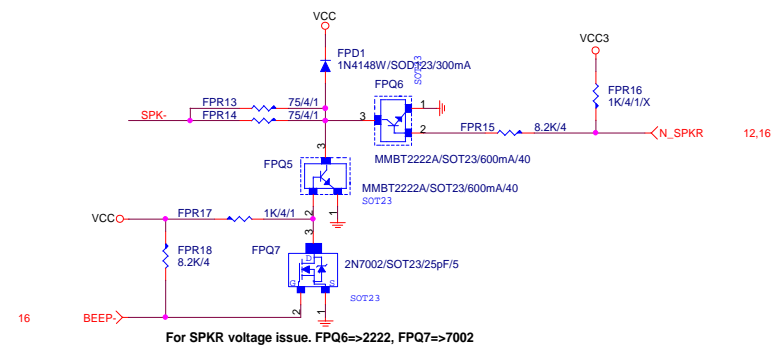 VCC
VCC3
FPD1
1N4148W/SOD123/300mA
SOT23
FPQ6
FPR16
1K/4/1/X
FPR13 75/4/1
SPK- FPR14 75/4/1
3 1
2
FPR15 8.2K/4
N_SPKR 12,16
3
FPQ5
MMBT2222A/SOT23/600mA/40
MMBT2222A/SOT23/600mA/40
SOT23
2 1
VCC FPR17 1K/4/1
3
FPR18
8.2K/4
FPQ7
D
G S
2N7002/SOT23/25pF/5
SOT23
16 BEEP- 2 1
For SPKR voltage issue. FPQ6=>2222, FPQ7=>7002